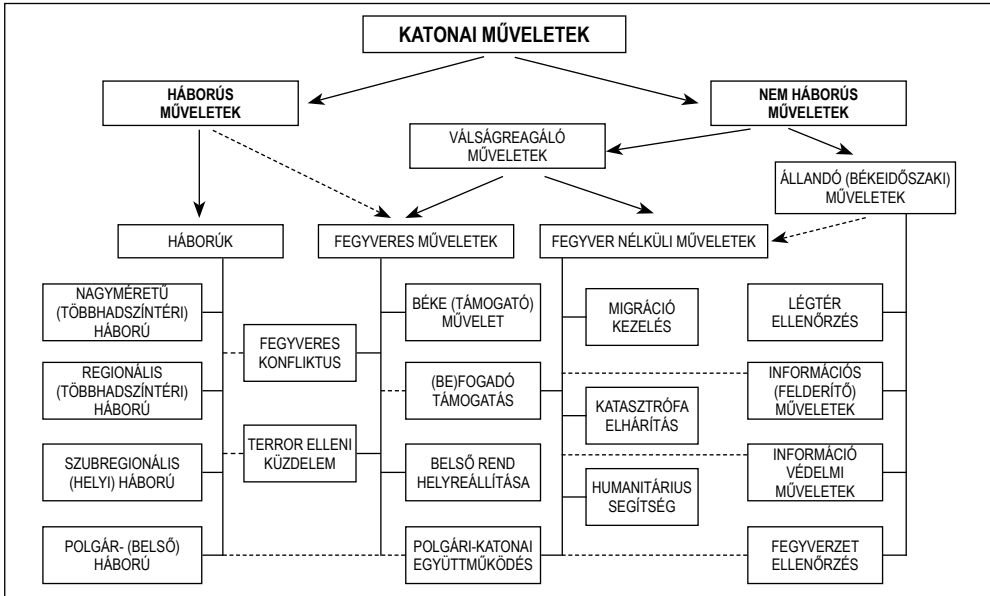 KATONAI MŰVELETEK
HÁBORÚS
MŰVELETEK
NEM HÁBORÚS
MŰVELETEK
VÁLSÁGREAGÁLÓ
MŰVELETEK
ÁLLANDÓ (BÉKEIDŐSZAKI)
MŰVELETEK
HÁBORÚK
FEGYVERES MŰVELETEK
FEGYVER NÉLKÜLI MŰVELETEK
NAGYMÉRETŰ
(TÖBBHADSZÍNTÉRI)
HÁBORÚ
FEGYVERES
KONFLIKTUS
BÉKE (TÁMOGATÓ)
MŰVELET
MIGRÁCIÓ
KEZELÉS
LÉGTÉR
ELLENŐRZÉS
REGIONÁLIS
(TÖBBHADSZÍNTÉRI)
HÁBORÚ
(BE)FOGADÓ
TÁMOGATÁS
KATASZTRÓFA
ELHÁRÍTÁS
INFORMÁCIÓS
(FELDERÍTŐ)
MŰVELETEK
SZUBREGIONÁLIS
(HELYI) HÁBORÚ
TERROR ELLENI
KÜZDELEM
BELSŐ REND
HELYREÁLLÍTÁSA
HUMANITÁRIUS
SEGÍTSÉG
INFORMÁCIÓ
VÉDELMI
MŰVELETEK
POLGÁR- (BELSŐ)
HÁBORÚ
POLGÁRI-KATONAI
EGYÜTTMŰKÖDÉS
FEGYVERZET
ELLENŐRZÉS